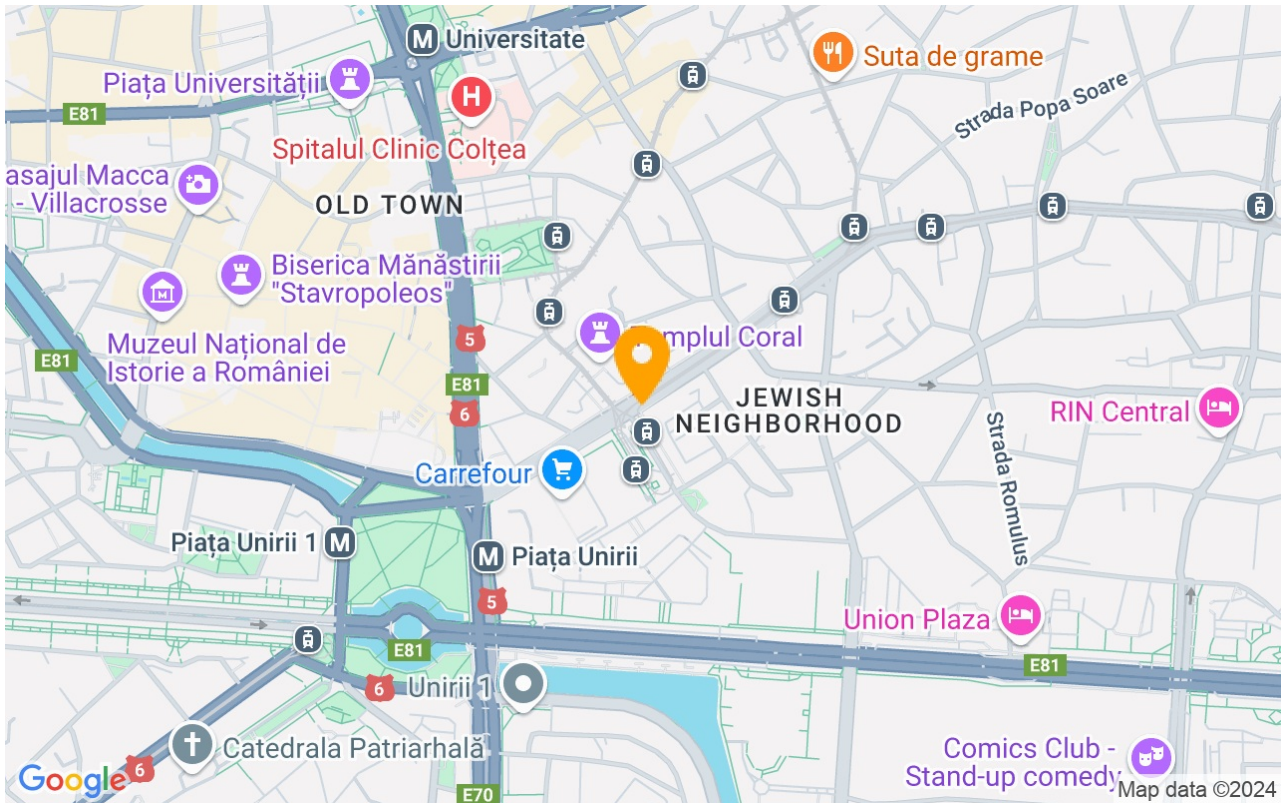 M Universitate
Suta de grame
Piața Universității
H
Strada Popa Soare
E81
Spitalul Clinic Colțea
asajul Macca
- Villacrosse
OLD TOWN
Biserica Mănăstirii
"Stavropoleos"
Muzeul Național de
Istorie a României
5
mplul Coral
E81
E81
6
JEWISH
NEIGHBORHOOD
RIN Central
Strada Romulus
Carrefour
Piața Unirii 1 M
M Piața Unirii
5
Union Plaza
E81
E81
6
Unirii 1
Catedrala Patriarhală
Comics Club -
Stand-up comedy
Google
6
E70
Map data ©2024